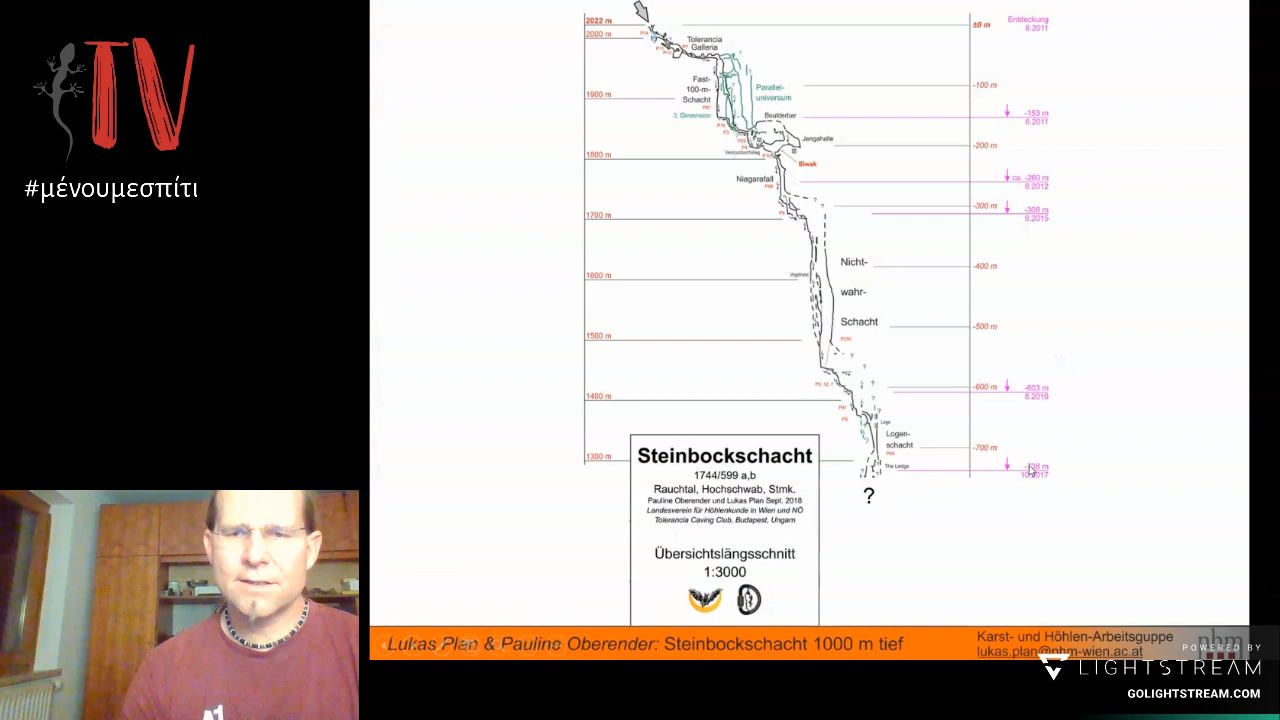 TV
#μένουμεσπίτι
2022 m
2000 m
1900 m
1800 m
1700 m
1600 m
1500 m
1400 m
1300 m
Tolerancia
Galleria
Fast-
100-m-
Schacht
3. Dimension
Parallel-
universum
Boulderbar
Jengahalle
Biwak
Niagarafall
Vogelnest
Nicht-
wahr-
Schacht
P250
Loge
Logen-
schacht
The Ledge
?
±0 m
-100 m
-200 m
-300 m
-400 m
-500 m
-600 m
-700 m
Entdeckung
8.2011
-153 m
8.2011
ca. -260 m
8.2012
-308 m
8.2015
-603 m
8.2016
Steinbockschacht
1744/599 a,b
Rauchtal, Hochschwab, Stmk.
Pauline Oberender und Lukas Plan Sept. 2018
Landesverein für Höhlenkunde in Wien und NÖ
Tolerancia Caving Club, Budapest, Ungarn
Übersichtslängsschnitt
1:3000
Lukas Plan & Pauline Oberender: Steinbockschacht 1000 m tief
Karst- und Höhlen-Arbeitsgruppe
lukas.plan@nhm-wien.ac.at
nhm
POWERED BY
LIGHTSTREAM
GOLIGHTSTREAM.COM